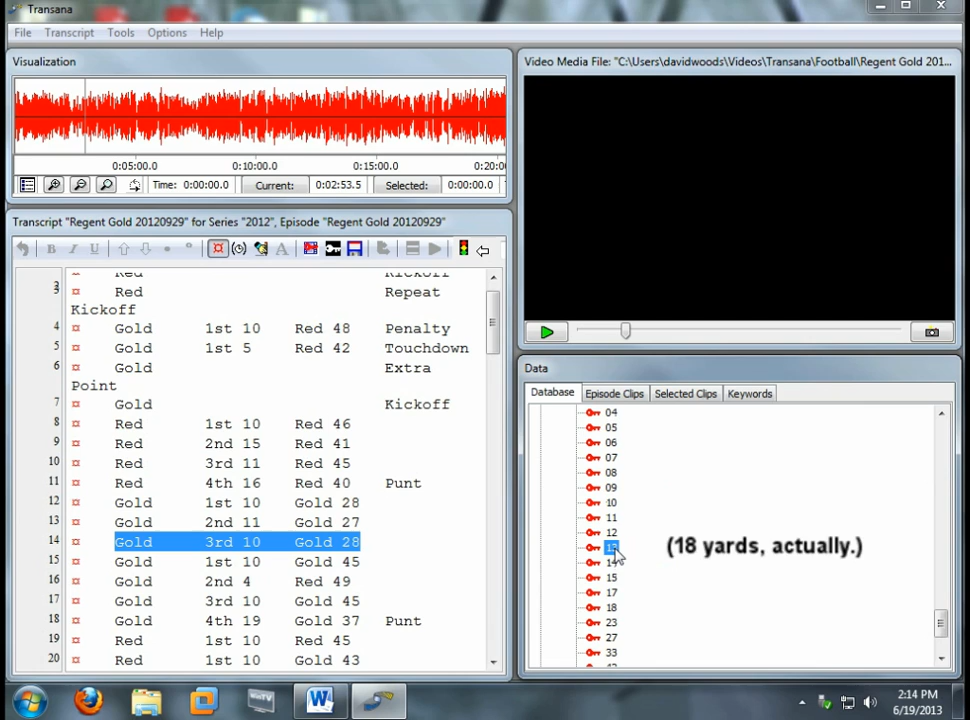 Transana
File Transcript Tools Options Help
Visualization
Video Media File: "C:\Users\davidwoods\Videos\Transana\Football\Regent Gold 201...
0:05:00.0 0:10:00.0 0:15:00.0 0:20:0
Time: 0:00:00.0 Current: 0:02:53.5 Selected: 0:00:00.0
Transcript "Regent Gold 20120929" for Series "2012", Episode "Regent Gold 20120929"
B I U A
Red Kickoff
3 Red Repeat
Kickoff
4 Gold 1st 10 Red 48 Penalty
5 Gold 1st 5 Red 42 Touchdown
6 Gold Extra
Point
7 Gold Kickoff
8 Red 1st 10 Red 46
9 Red 2nd 15 Red 41
10 Red 3rd 11 Red 45
11 Red 4th 16 Red 40 Punt
12 Gold 1st 10 Gold 28
13 Gold 2nd 11 Gold 27
14 Gold 3rd 10 Gold 28
15 Gold 1st 10 Gold 45
16 Gold 2nd 4 Red 49
17 Gold 3rd 10 Gold 45
18 Gold 4th 19 Gold 37 Punt
19 Red 1st 10 Red 45
20 Red 1st 10 Gold 43
Data
Database Episode Clips Selected Clips Keywords
04
05
06
07
08
09
10
11
12
13
14
15
17
18
23
27
33
(18 yards, actually.)
WinTV
W
2:14 PM
6/19/2013